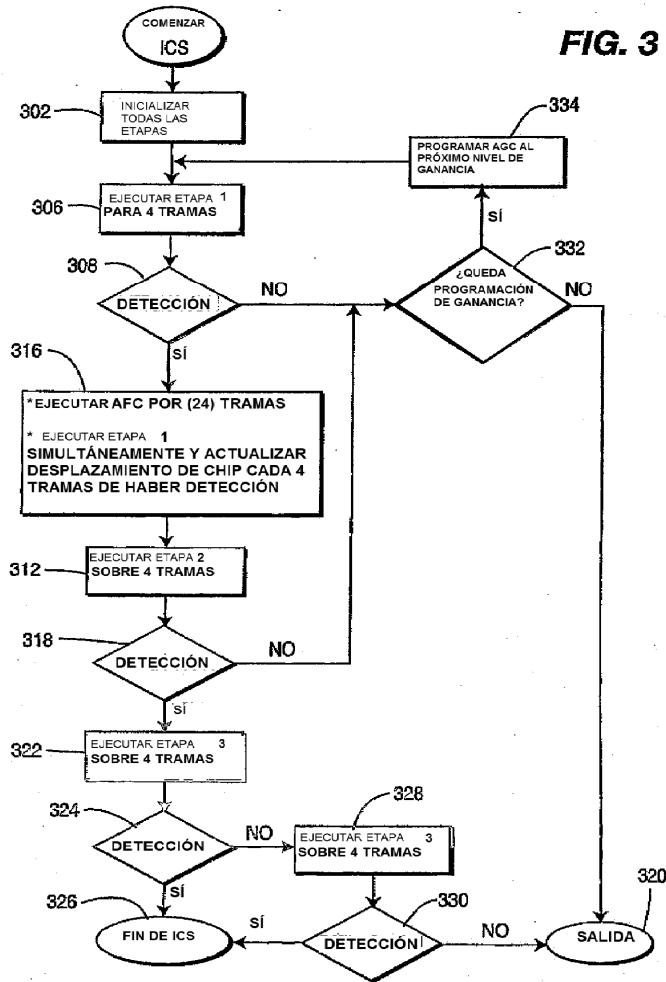 COMENZAR
ICS
FIG. 3
302
INICIALIZAR
TODAS LAS
ETAPAS
334
PROGRAMAR AGC AL
PRÓXIMO NIVEL DE
GANANCIA
306
EJECUTAR ETAPA 1
PARA 4 TRAMAS
SÍ
332
308
DETECCIÓN
NO
¿QUEDA
PROGRAMACIÓN
DE GANANCIA?
NO
316
SÍ
*EJECUTAR AFC POR (24) TRAMAS
* EJECUTAR ETAPA 1
SIMULTÁNEAMENTE Y ACTUALIZAR
DESPLAZAMIENTO DE CHIP CADA 4
TRAMAS DE HABER DETECCIÓN
312
EJECUTAR ETAPA 2
SOBRE 4 TRAMAS
318
DETECCIÓN
NO
SÍ
322
EJECUTAR ETAPA 3
SOBRE 4 TRAMAS
324
DETECCIÓN
NO
328
EJECUTAR ETAPA 3
SOBRE 4 TRAMAS
SÍ
326
FIN DE ICS
SÍ
330
DETECCIÓN
NO
320
SALIDA